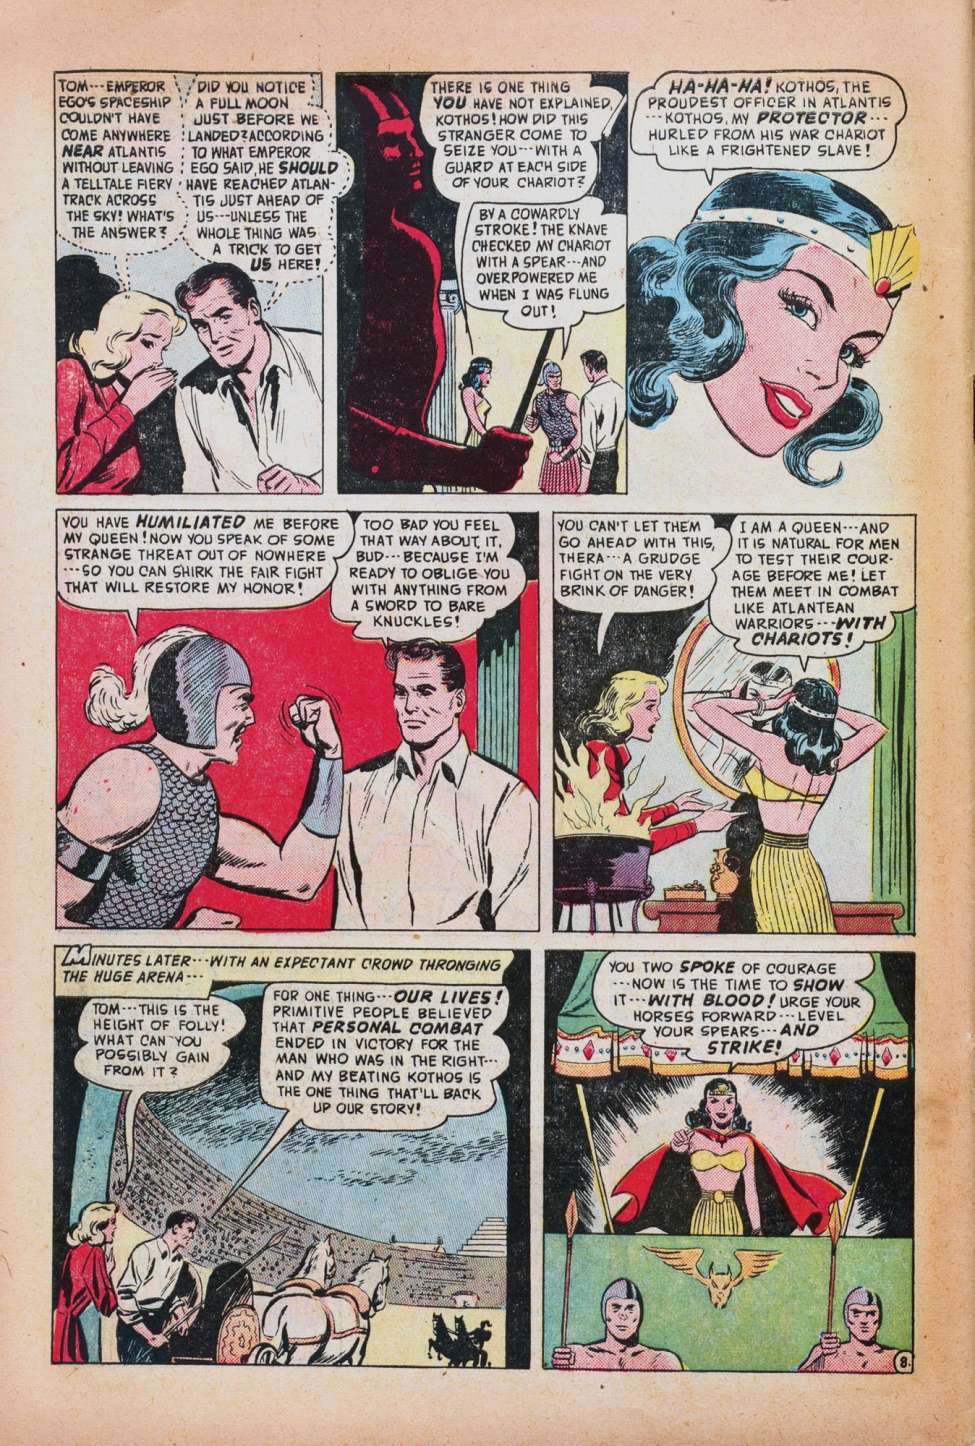 TOM---EMPEROR
EGO'S SPACESHIP
COULDN'T HAVE
COME ANYWHERE
NEAR ATLANTIS
WITHOUT LEAVING
A TELLTALE FIERY
TRACK ACROSS
THE SKY! WHAT'S
THE ANSWER?
DID YOU NOTICE
A FULL MOON
JUST BEFORE WE
LANDED? ACCORDING
TO WHAT EMPEROR
EGO SAID, HE SHOULD
HAVE REACHED ATLAN-
TIS JUST AHEAD OF
US---UNLESS THE
WHOLE THING WAS
A TRICK TO GET
US HERE!
THERE IS ONE THING
YOU HAVE NOT EXPLAINED,
KOTHOS! HOW DID THIS
STRANGER COME TO
SEIZE YOU---WITH A
GUARD AT EACH SIDE
OF YOUR CHARIOT?
BY A COWARDLY
STROKE! THE KNAVE
CHECKED MY CHARIOT
WITH A SPEAR---AND
OVERPOWERED ME
WHEN I WAS FLUNG
OUT!
HA-HA-HA! KOTHOS, THE
PROUDEST OFFICER IN ATLANTIS
---KOTHOS, MY PROTECTOR---
HURLED FROM HIS WAR CHARIOT
LIKE A FRIGHTENED SLAVE!
YOU HAVE HUMILIATED ME BEFORE
MY QUEEN! NOW YOU SPEAK OF SOME
STRANGE THREAT OUT OF NOWHERE
---SO YOU CAN SHIRK THE FAIR FIGHT
THAT WILL RESTORE MY HONOR!
TOO BAD YOU FEEL
THAT WAY ABOUT IT,
BUD---BECAUSE I'M
READY TO OBLIGE YOU
WITH ANYTHING FROM
A SWORD TO BARE
KNUCKLES!
YOU CAN'T LET THEM
GO AHEAD WITH THIS,
THERA---A GRUDGE
FIGHT ON THE VERY
BRINK OF DANGER!
I AM A QUEEN---AND
IT IS NATURAL FOR MEN
TO TEST THEIR COUR-
AGE BEFORE ME! LET
THEM MEET IN COMBAT
LIKE ATLANTEAN
WARRIORS---WITH
CHARIOTS!
MINUTES LATER---WITH AN EXPECTANT CROWD THRONGING
THE HUGE ARENA---
TOM---THIS IS THE
HEIGHT OF FOLLY!
WHAT CAN YOU
POSSIBLY GAIN
FROM IT?
FOR ONE THING---OUR LIVES!
PRIMITIVE PEOPLE BELIEVED
THAT PERSONAL COMBAT
ENDED IN VICTORY FOR THE
MAN WHO WAS IN THE RIGHT---
AND MY BEATING KOTHOS IS
THE ONE THING THAT'LL BACK
UP OUR STORY!
YOU TWO SPOKE OF COURAGE
---NOW IS THE TIME TO SHOW
IT---WITH BLOOD! URGE YOUR
HORSES FORWARD---LEVEL
YOUR SPEARS---AND
STRIKE!
8.